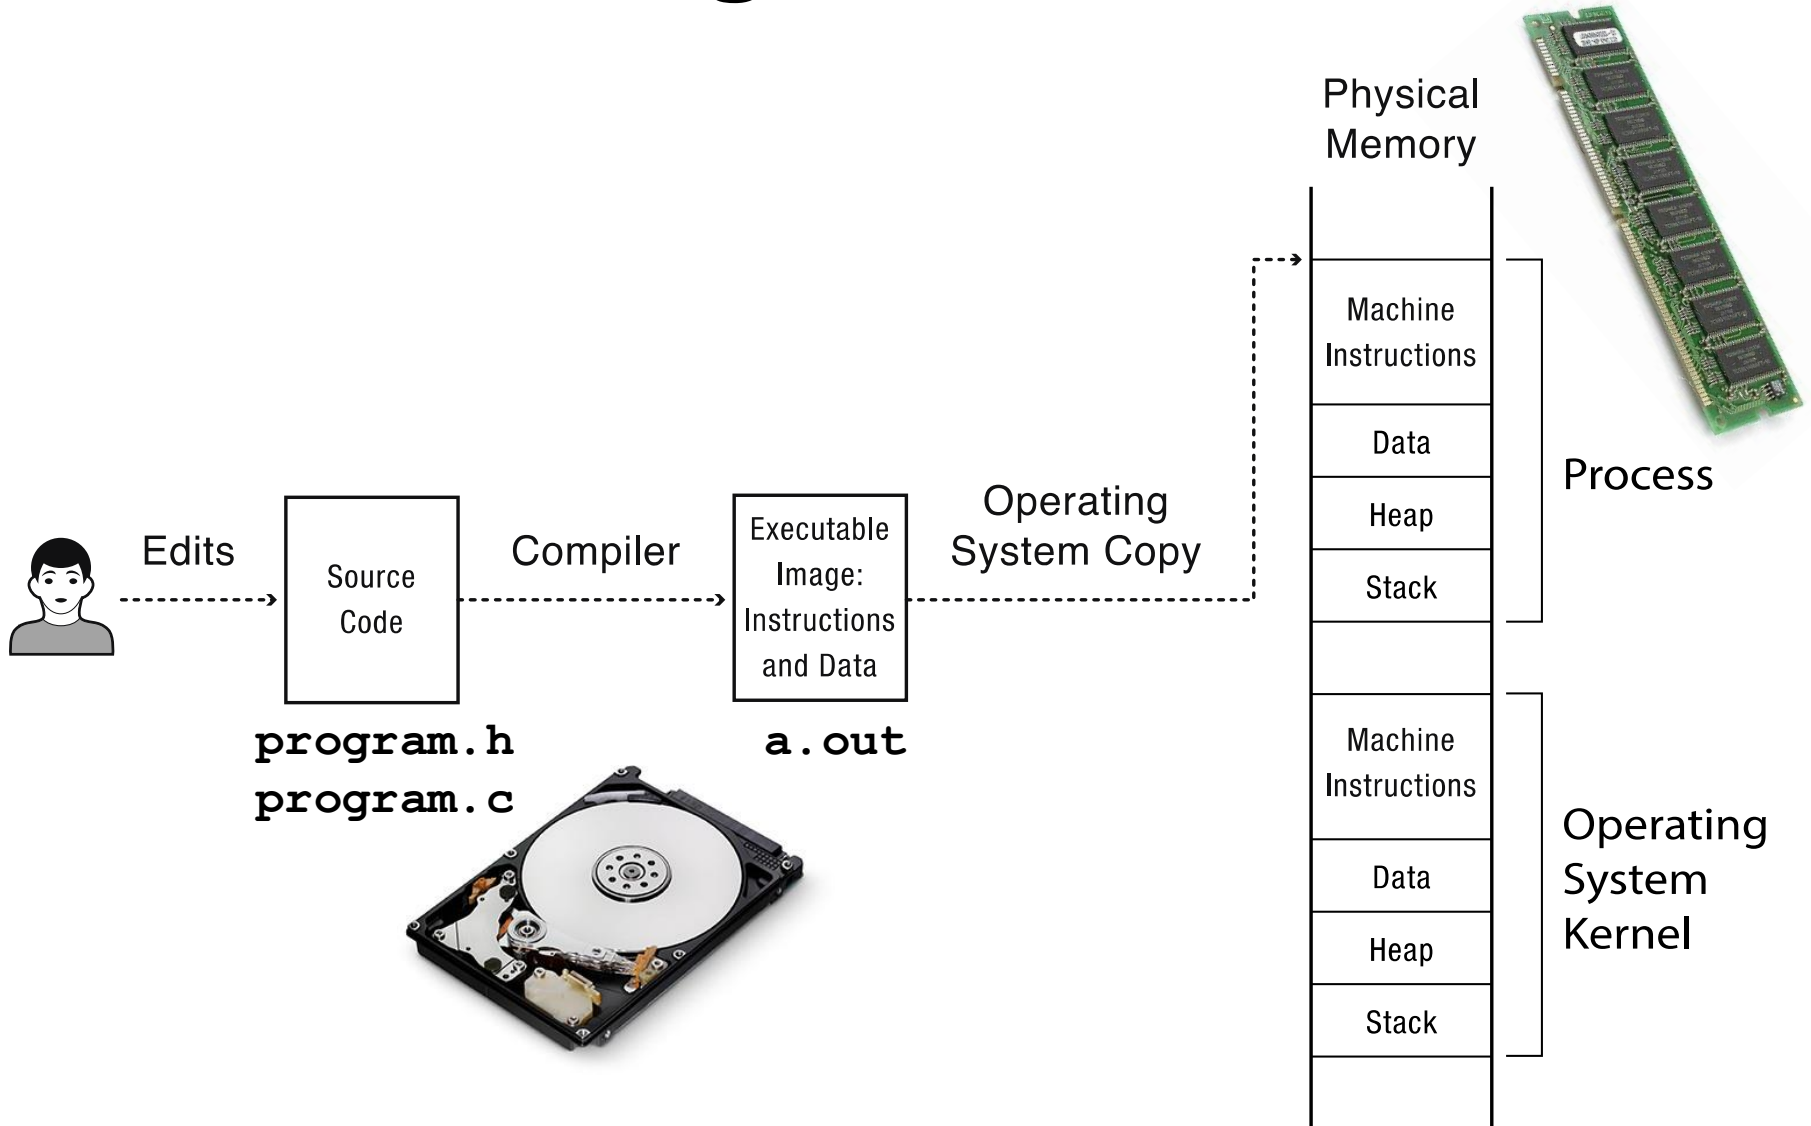 Physical
Memory
Machine
Instructions
Data
Heap
Stack
Process
Edits
Source
Code
Compiler
Executable
Image:
Instructions
and Data
Operating
System Copy
program.h
program.c
a.out
Machine
Instructions
Data
Heap
Stack
Operating
System
Kernel